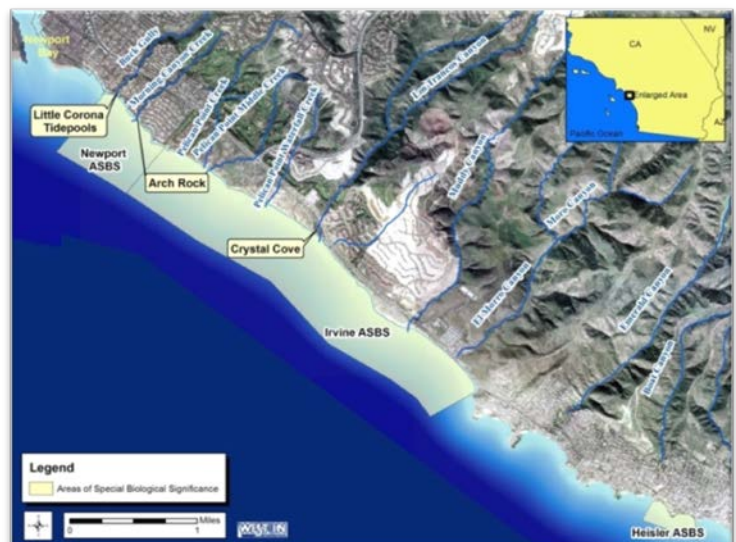 Newport
Bay
Buck Gully
Morning Canyon Creek
Pelican Point Creek
Pelican Point Middle Creek
Pelican Point Waterfall Creek
Los Trancos Canyon
Muddy Canyon
Moro Canyon
El Morro Canyon
Emerald Canyon
Boat Canyon
Little Corona
Tidepools
Newport
ASBS
Arch Rock
Crystal Cove
Irvine ASBS
Heisler ASBS
NV
CA
Enlarged Area
AZ
Pacific Ocean
Legend
Areas of Special Biological Significance
Miles
0 1